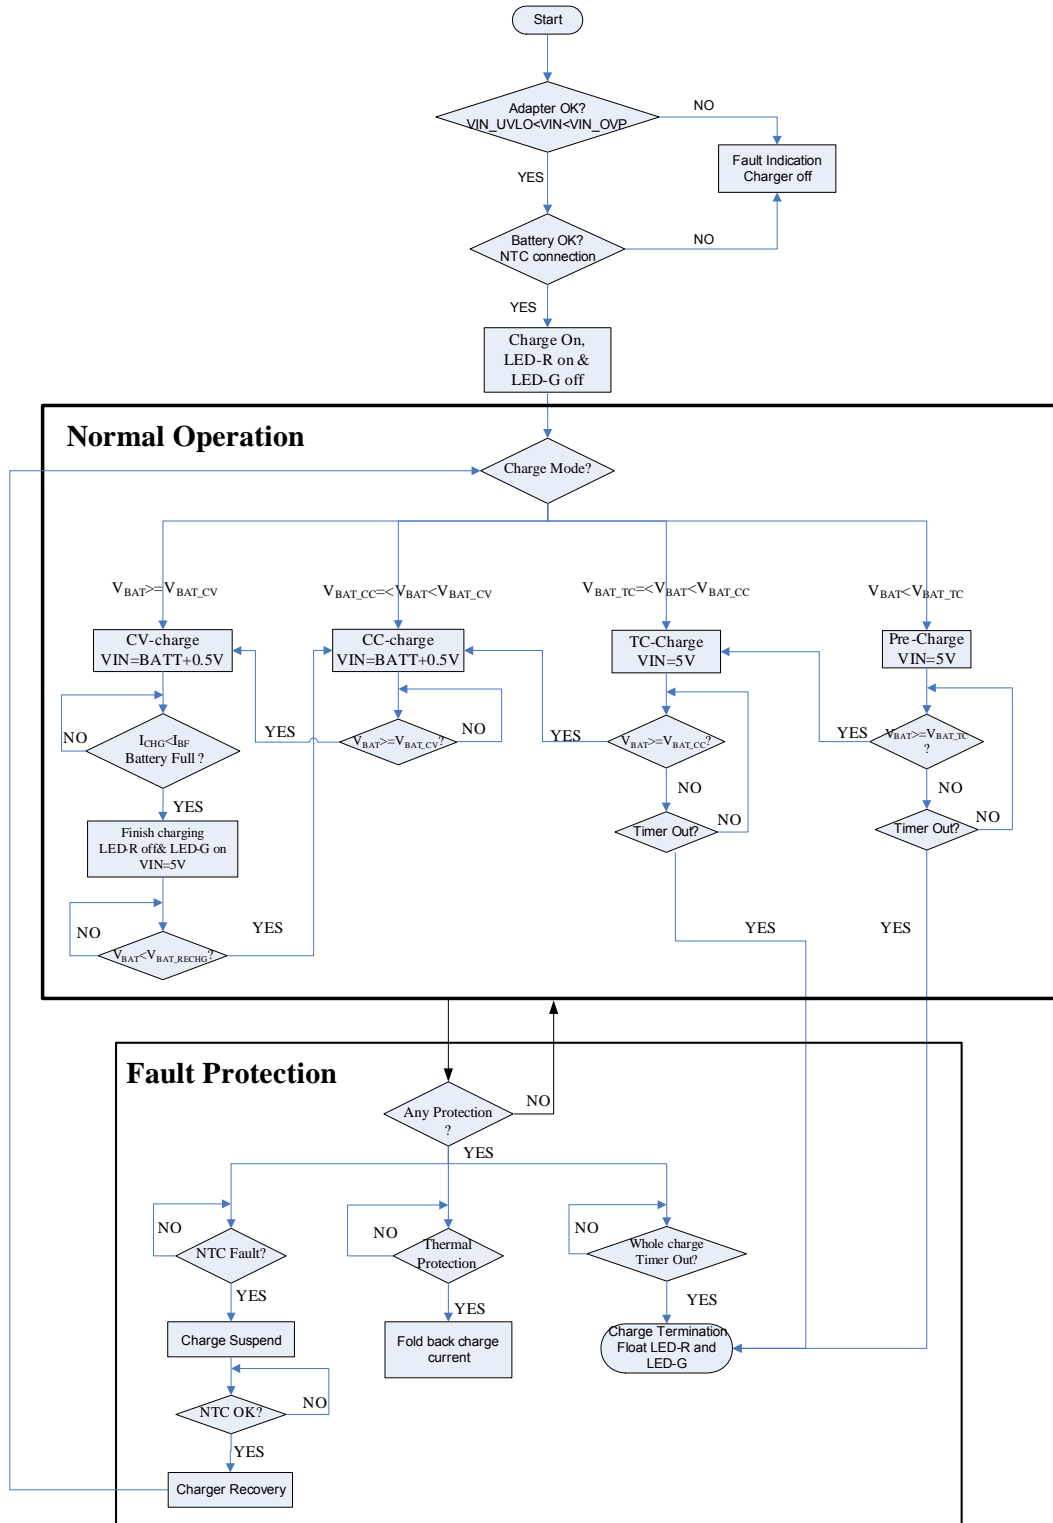 Start
Adapter OK?
VIN_UVLO<VIN<VIN_OVP
NO
Fault Indication
Charger off
YES
Battery OK?
NTC connection
NO
YES
Charge On,
LED-R on &
LED-G off
Normal Operation
Charge Mode?
VBAT>=VBAT_CV
VBAT_CC=<VBAT<VBAT_CV
VBAT_TC=<VBAT<VBAT_CC
VBAT<VBAT_TC
CV-charge
VIN=BATT+0.5V
CC-charge
VIN=BATT+0.5V
TC-Charge
VIN=5V
Pre-Charge
VIN=5V
NO
ICHG<IBF
Battery Full ?
YES
VBAT>=VBAT_CV?
NO
YES
VBAT>=VBAT_CC?
YES
VBAT>=VBAT_TC
?
YES
NO
NO
Finish charging
LED-R off& LED-G on
VIN=5V
Timer Out?
NO
Timer Out?
NO
NO
VBAT<VBAT_RECHG?
YES
YES
YES
Fault Protection
Any Protection
?
NO
YES
NO
NTC Fault?
NO
Thermal
Protection
NO
Whole charge
Timer Out?
YES
YES
YES
Charge Suspend
Fold back charge
current
Charge Termination
Float LED-R and
LED-G
NTC OK?
NO
YES
Charger Recovery